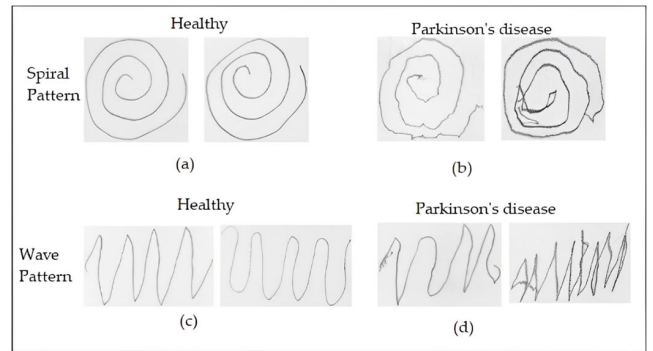 Healthy
Parkinson's disease
Spiral
Pattern
(a)
(b)
Healthy
Parkinson's disease
Wave
Pattern
(c)
(d)